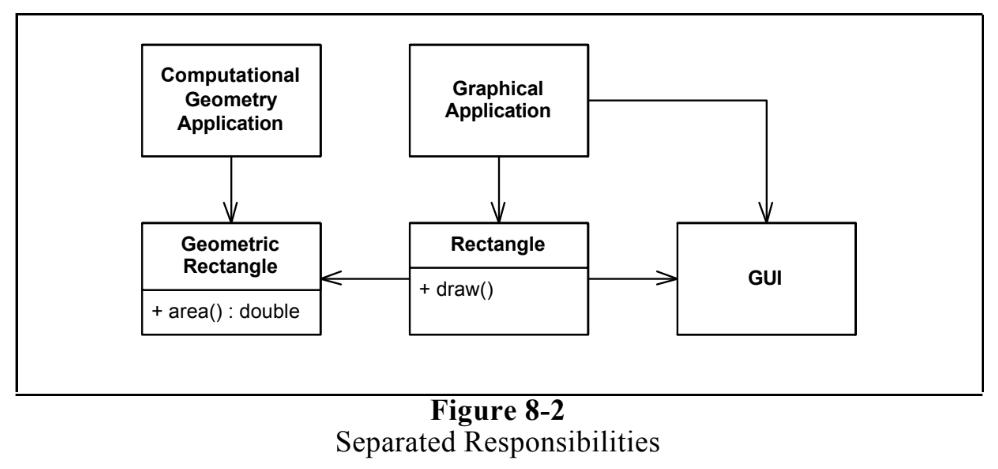 Computational
Geometry
Application
Graphical
Application
Geometric
Rectangle
+ area() : double
Rectangle
+ draw()
GUI
Figure 8-2
Separated Responsibilities